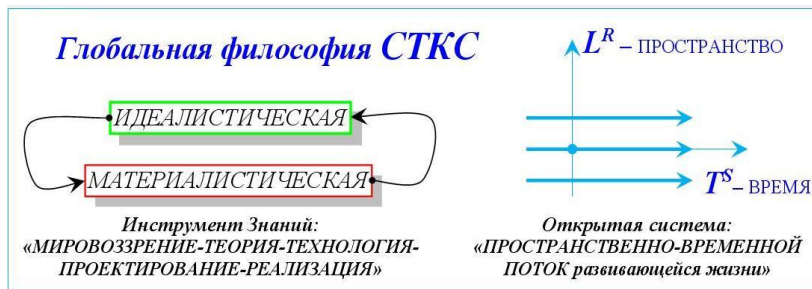 Глобальная философия СТКС
ИДЕАЛИСТИЧЕСКАЯ
МАТЕРИАЛИСТИЧЕСКАЯ
Инструмент Знаний:
«МИРОВОЗЗРЕНИЕ-ТЕОРИЯ-ТЕХНОЛОГИЯ-
ПРОЕКТИРОВАНИЕ-РЕАЛИЗАЦИЯ»
L^R – ПРОСТРАНСТВО
T^S – ВРЕМЯ
Открытая система:
«ПРОСТРАНСТВЕННО-ВРЕМЕННОЙ
ПОТОК развивающейся жизни»